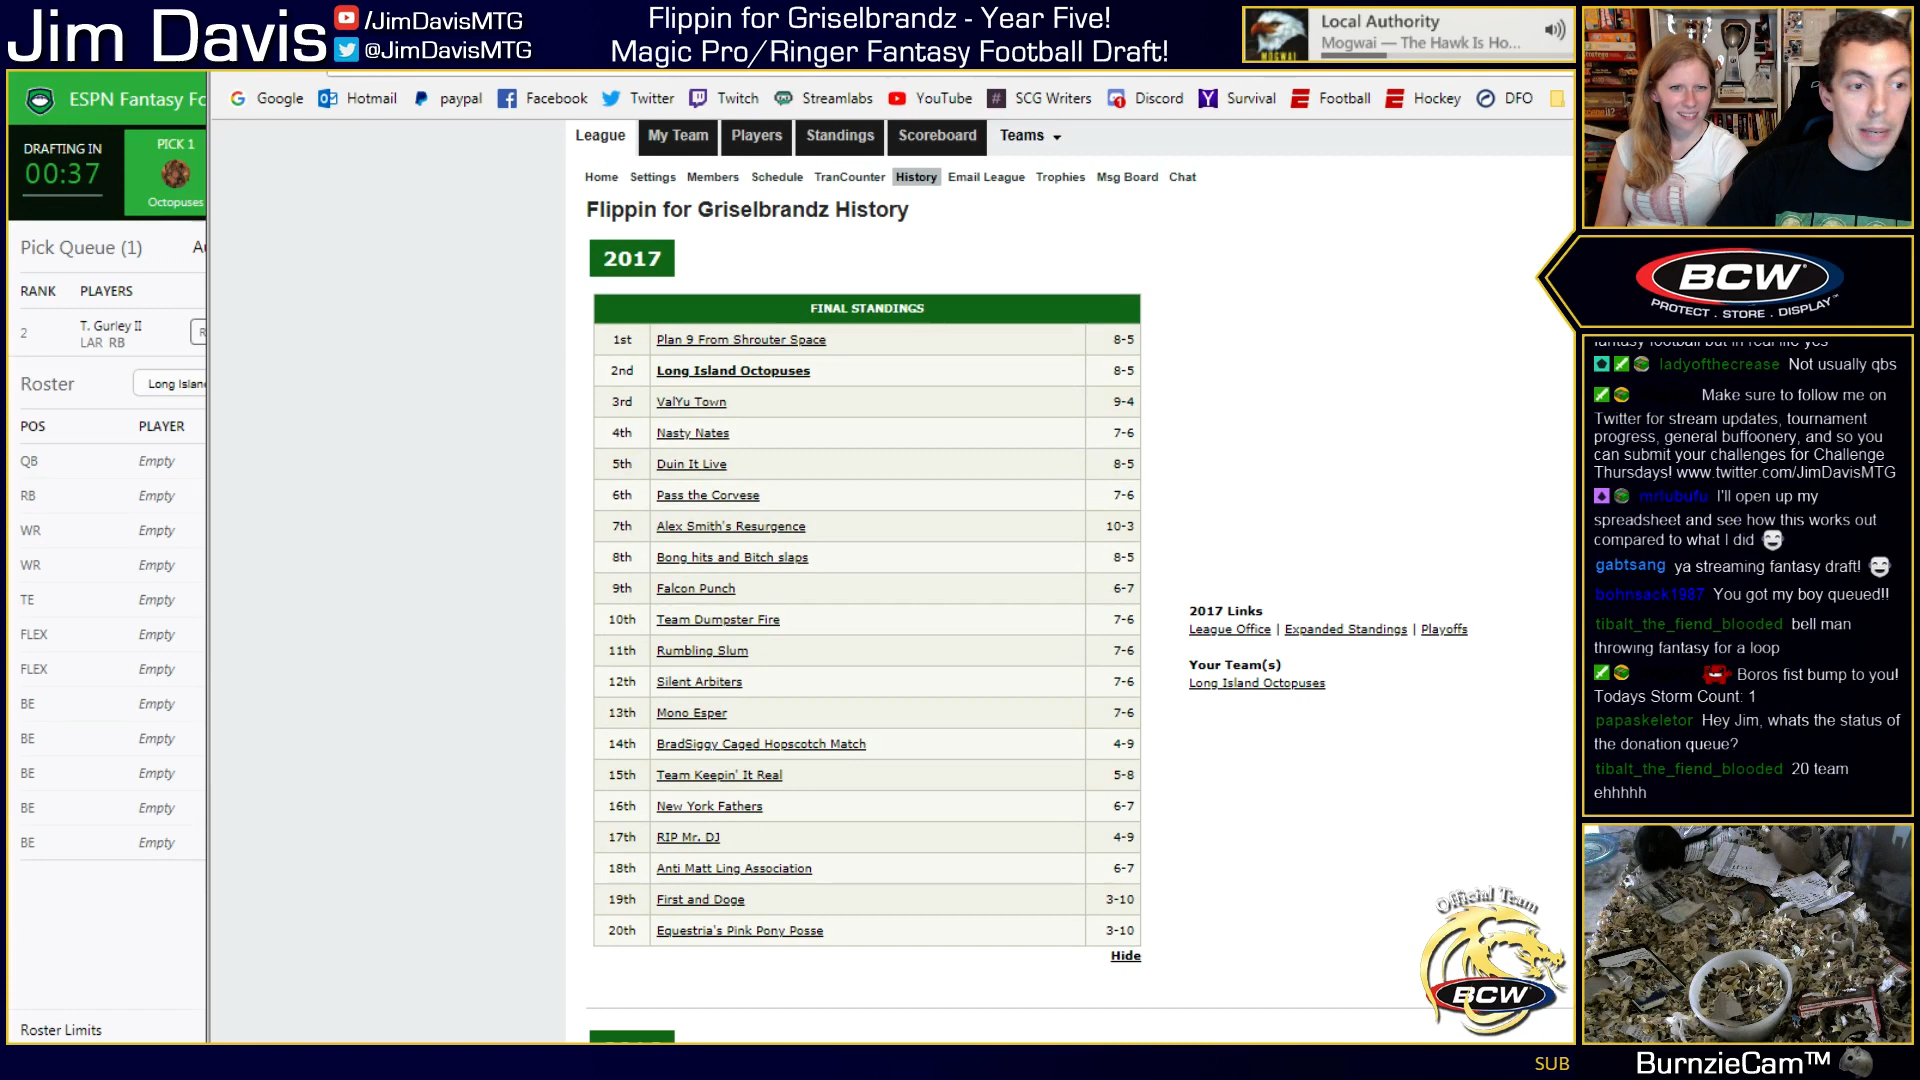 Jim Davis
/JimDavisMTG
@JimDavisMTG
Flippin for Griselbrandz - Year Five!
Magic Pro/Ringer Fantasy Football Draft!
Local Authority
Mogwai — The Hawk Is Ho...
MOGWAI
ESPN Fantasy Fo
DRAFTING IN
00:37
PICK 1
Octopuses
Pick Queue (1)
RANK PLAYERS
2 T. Gurley II
LAR RB
R
Roster
Long Island
POS PLAYER
QB Empty
RB Empty
WR Empty
WR Empty
TE Empty
FLEX Empty
FLEX Empty
BE Empty
BE Empty
BE Empty
BE Empty
BE Empty
Roster Limits
Google Hotmail paypal Facebook Twitter Twitch Streamlabs YouTube SCG Writers Discord Survival Football Hockey DFO
League My Team Players Standings Scoreboard Teams
Home Settings Members Schedule TranCounter History Email League Trophies Msg Board Chat
Flippin for Griselbrandz History
2017
FINAL STANDINGS
1st Plan 9 From Shrouter Space 8-5
2nd Long Island Octopuses 8-5
3rd ValYu Town 9-4
4th Nasty Nates 7-6
5th Duin It Live 8-5
6th Pass the Corvese 7-6
7th Alex Smith's Resurgence 10-3
8th Bong hits and Bitch slaps 8-5
9th Falcon Punch 6-7
10th Team Dumpster Fire 7-6
11th Rumbling Slum 7-6
12th Silent Arbiters 7-6
13th Mono Esper 7-6
14th BradSiggy Caged Hopscotch Match 4-9
15th Team Keepin' It Real 5-8
16th New York Fathers 6-7
17th RIP Mr. DJ 4-9
18th Anti Matt Ling Association 6-7
19th First and Doge 3-10
20th Equestria's Pink Pony Posse 3-10
Hide
2017 Links
League Office | Expanded Standings | Playoffs
Your Team(s)
Long Island Octopuses
Official Team
BCW
BCW
PROTECT . STORE . DISPLAY
fantasy football but in real life yes
ladyofthecrease Not usually qbs
Make sure to follow me on
Twitter for stream updates, tournament
progress, general buffoonery, and so you
can submit your challenges for Challenge
Thursdays! www.twitter.com/JimDavisMTG
mrlubufu I'll open up my
spreadsheet and see how this works out
compared to what I did
gabtsang ya streaming fantasy draft!
bohnsack1987 You got my boy queued!!
tibalt_the_fiend_blooded bell man
throwing fantasy for a loop
Boros fist bump to you!
Todays Storm Count: 1
papaskeletor Hey Jim, whats the status of
the donation queue?
tibalt_the_fiend_blooded 20 team
ehhhhh
SUB
BurnzieCam™